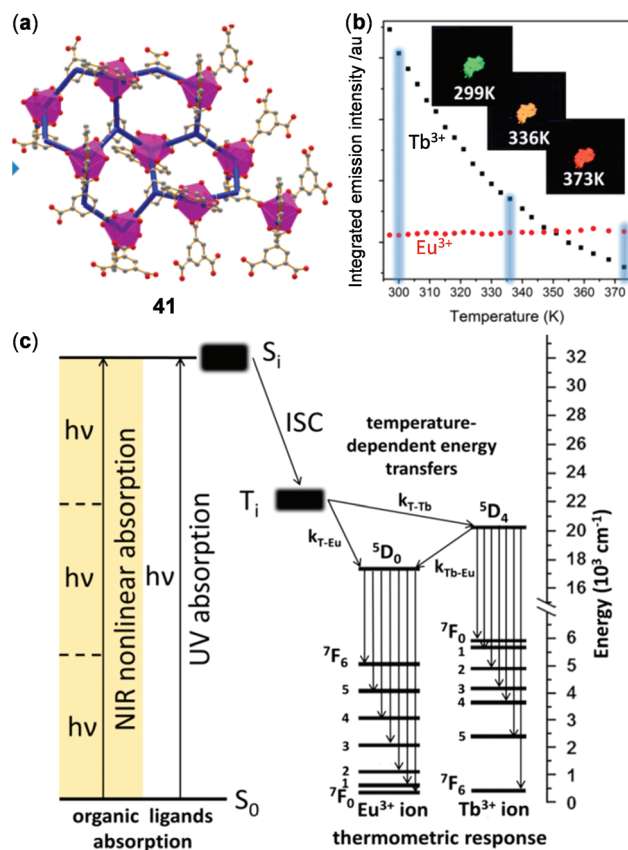 (a)
41
(b)
Integrated emission intensity /au
Tb³⁺
Eu³⁺
299K
336K
373K
300 310 320 330 340 350 360 370
Temperature (K)
(c)
hν
hν
hν
NIR nonlinear absorption
hν
UV absorption
Sᵢ
ISC
Tᵢ
S₀
organic ligands
absorption
temperature-
dependent energy
transfers
k_T-Tb
k_T-Eu
k_Tb-Eu
⁵D₀
⁵D₄
⁷F₆
5
4
3
2
1
⁷F₀
Eu³⁺ ion
⁷F₀
1
2
3
4
5
⁷F₆
Tb³⁺ ion
thermometric response
32
30
28
26
24
22
20
18
16
6
5
4
3
2
1
0
Energy (10³ cm⁻¹)